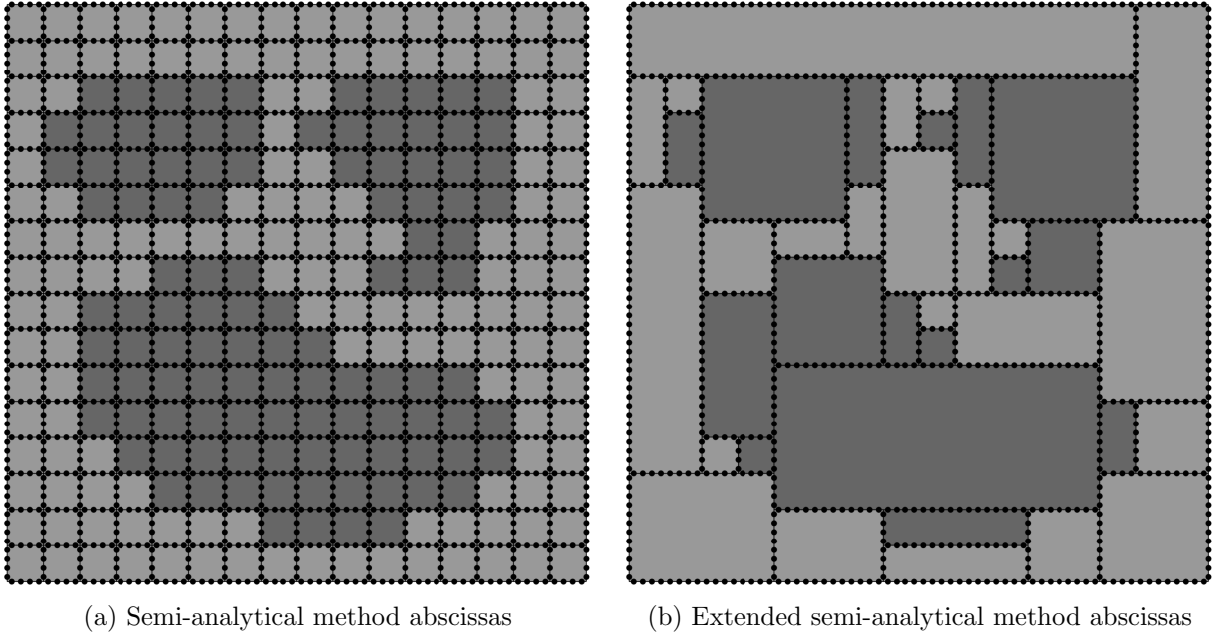 (a) Semi-analytical method abscissas
(b) Extended semi-analytical method abscissas